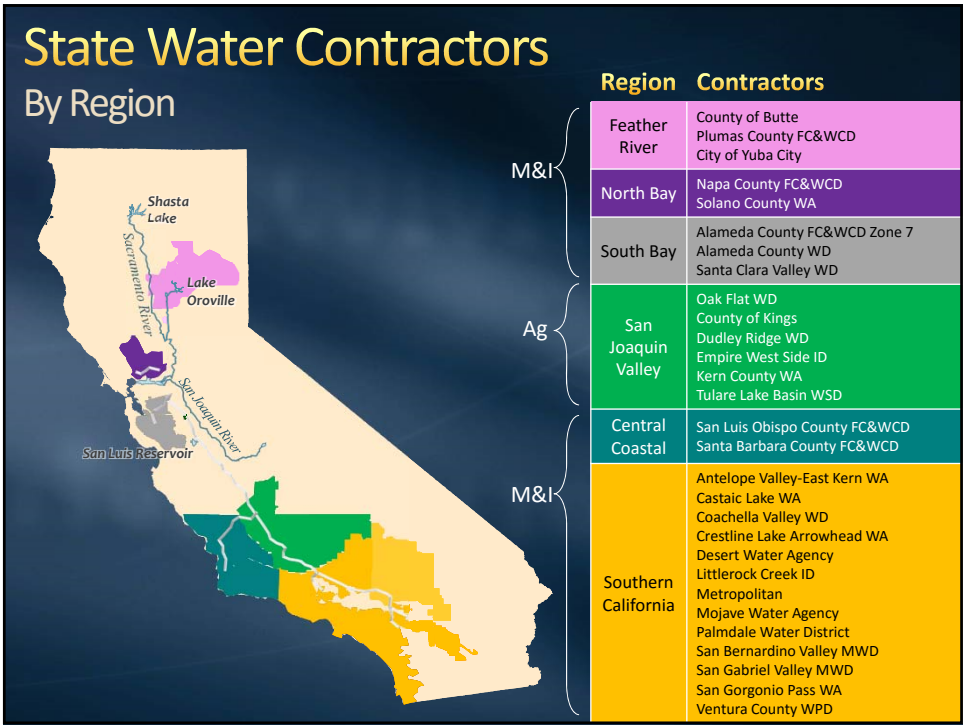 State Water Contractors
By Region
Region Contractors
M&I
Feather
River
County of Butte
Plumas County FC&WCD
City of Yuba City
North Bay
Napa County FC&WCD
Solano County WA
South Bay
Alameda County FC&WCD Zone 7
Alameda County WD
Santa Clara Valley WD
Ag
San
Joaquin
Valley
Oak Flat WD
County of Kings
Dudley Ridge WD
Empire West Side ID
Kern County WA
Tulare Lake Basin WSD
M&I
Central
Coastal
San Luis Obispo County FC&WCD
Santa Barbara County FC&WCD
Southern
California
Antelope Valley-East Kern WA
Castaic Lake WA
Coachella Valley WD
Crestline Lake Arrowhead WA
Desert Water Agency
Littlerock Creek ID
Metropolitan
Mojave Water Agency
Palmdale Water District
San Bernardino Valley MWD
San Gabriel Valley MWD
San Gorgonio Pass WA
Ventura County WPD
Shasta
Lake
Sacramento River
Lake
Oroville
San Joaquin River
San Luis Reservoir